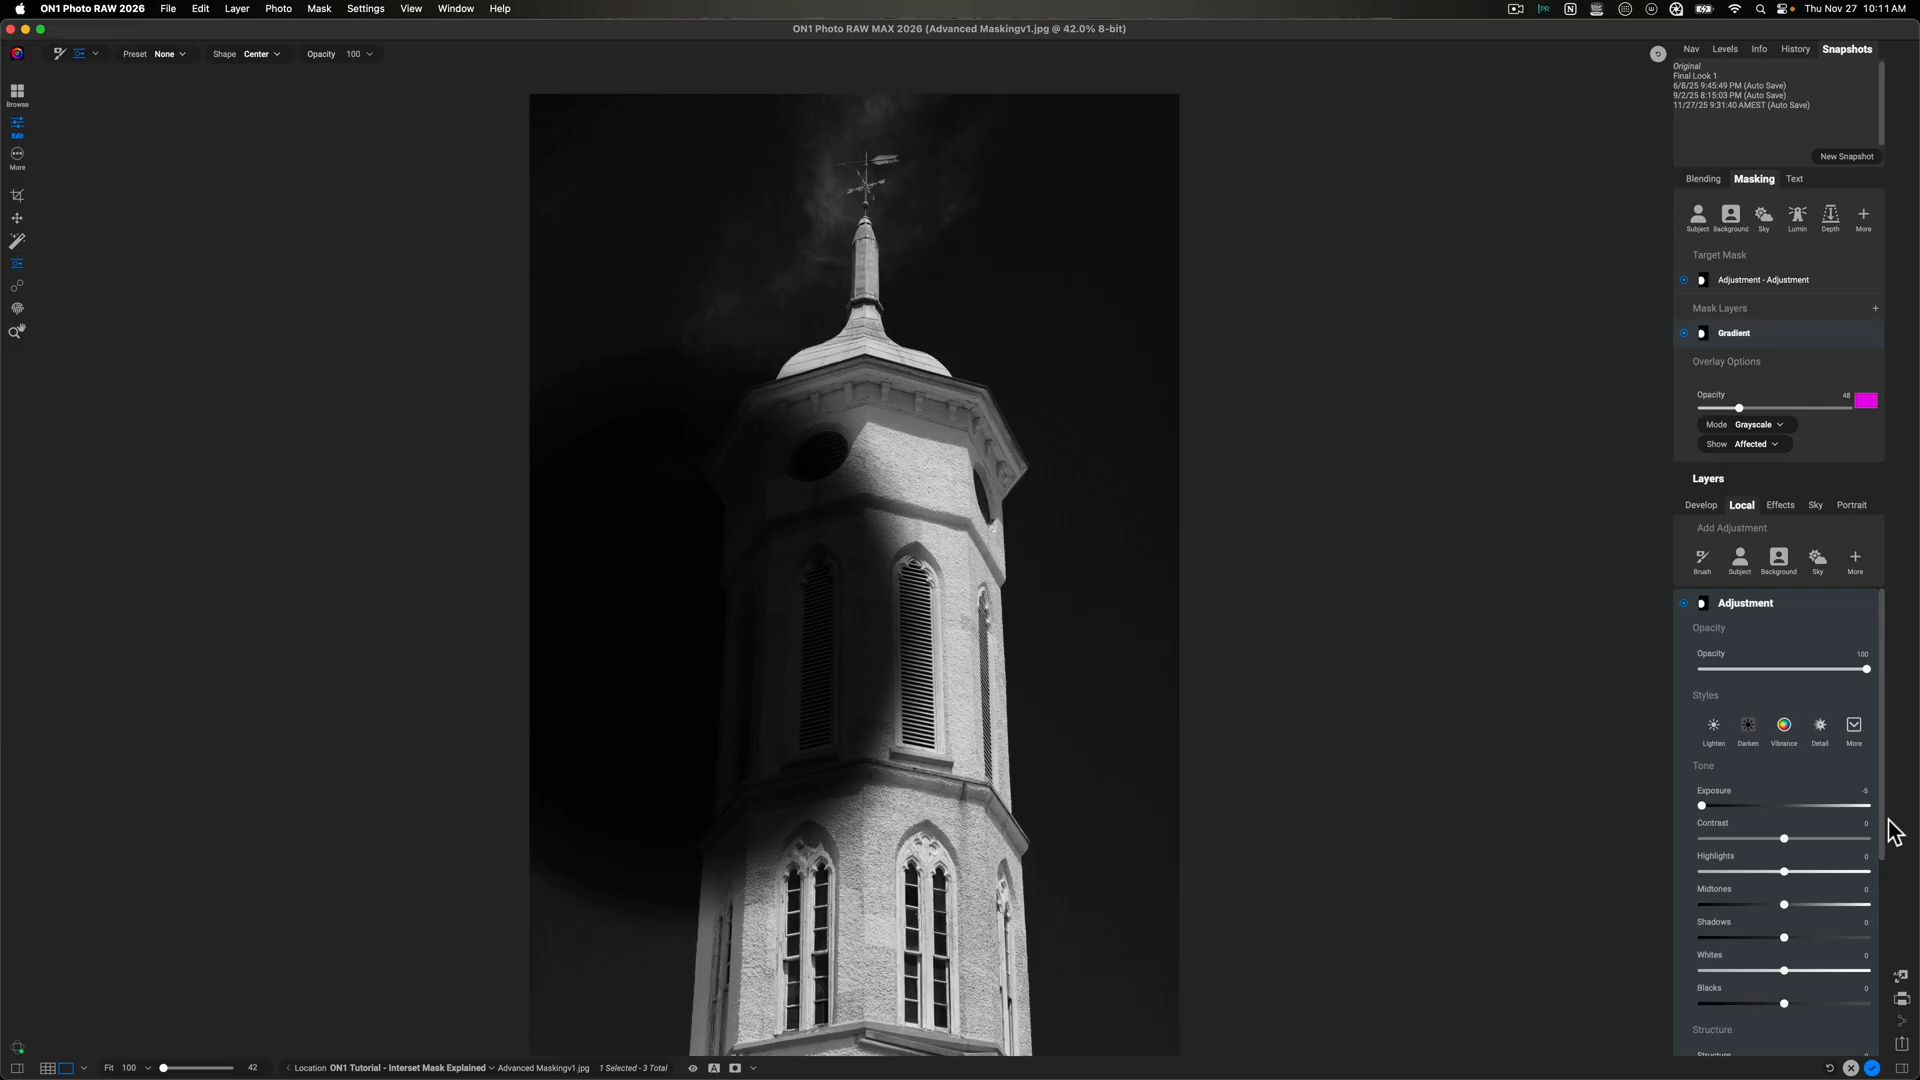 ON1 Photo RAW 2026 File Edit Layer Photo Mask Settings View Window Help Thu Nov 27 10:11 AM
ON1 Photo RAW MAX 2026 (Advanced Maskingv1.jpg @ 42.0% 8-bit)
Preset None Shape Center Opacity 100
Nav Levels Info History Snapshots
Original
Final Look 1
6/8/25 9:45:49 PM (Auto Save)
9/2/25 8:15:03 PM (Auto Save)
11/27/25 9:31:40 AMEST (Auto Save)
New Snapshot
Browse
Edit
More
Blending Masking Text
Subject Background Sky Lumin Depth More
Target Mask
Adjustment - Adjustment
Mask Layers
Gradient
Overlay Options
Opacity 48
Mode Grayscale
Show Affected
Layers
Develop Local Effects Sky Portrait
Add Adjustment
Brush Subject Background Sky More
Adjustment
Opacity
Opacity 100
Styles
Lighten Darken Vibrance Detail More
Tone
Exposure -5
Contrast 0
Highlights 0
Midtones 0
Shadows 0
Whites 0
Blacks 0
Structure
Fit 100 42 Location ON1 Tutorial - Interset Mask Explained Advanced Maskingv1.jpg 1 Selected - 3 Total